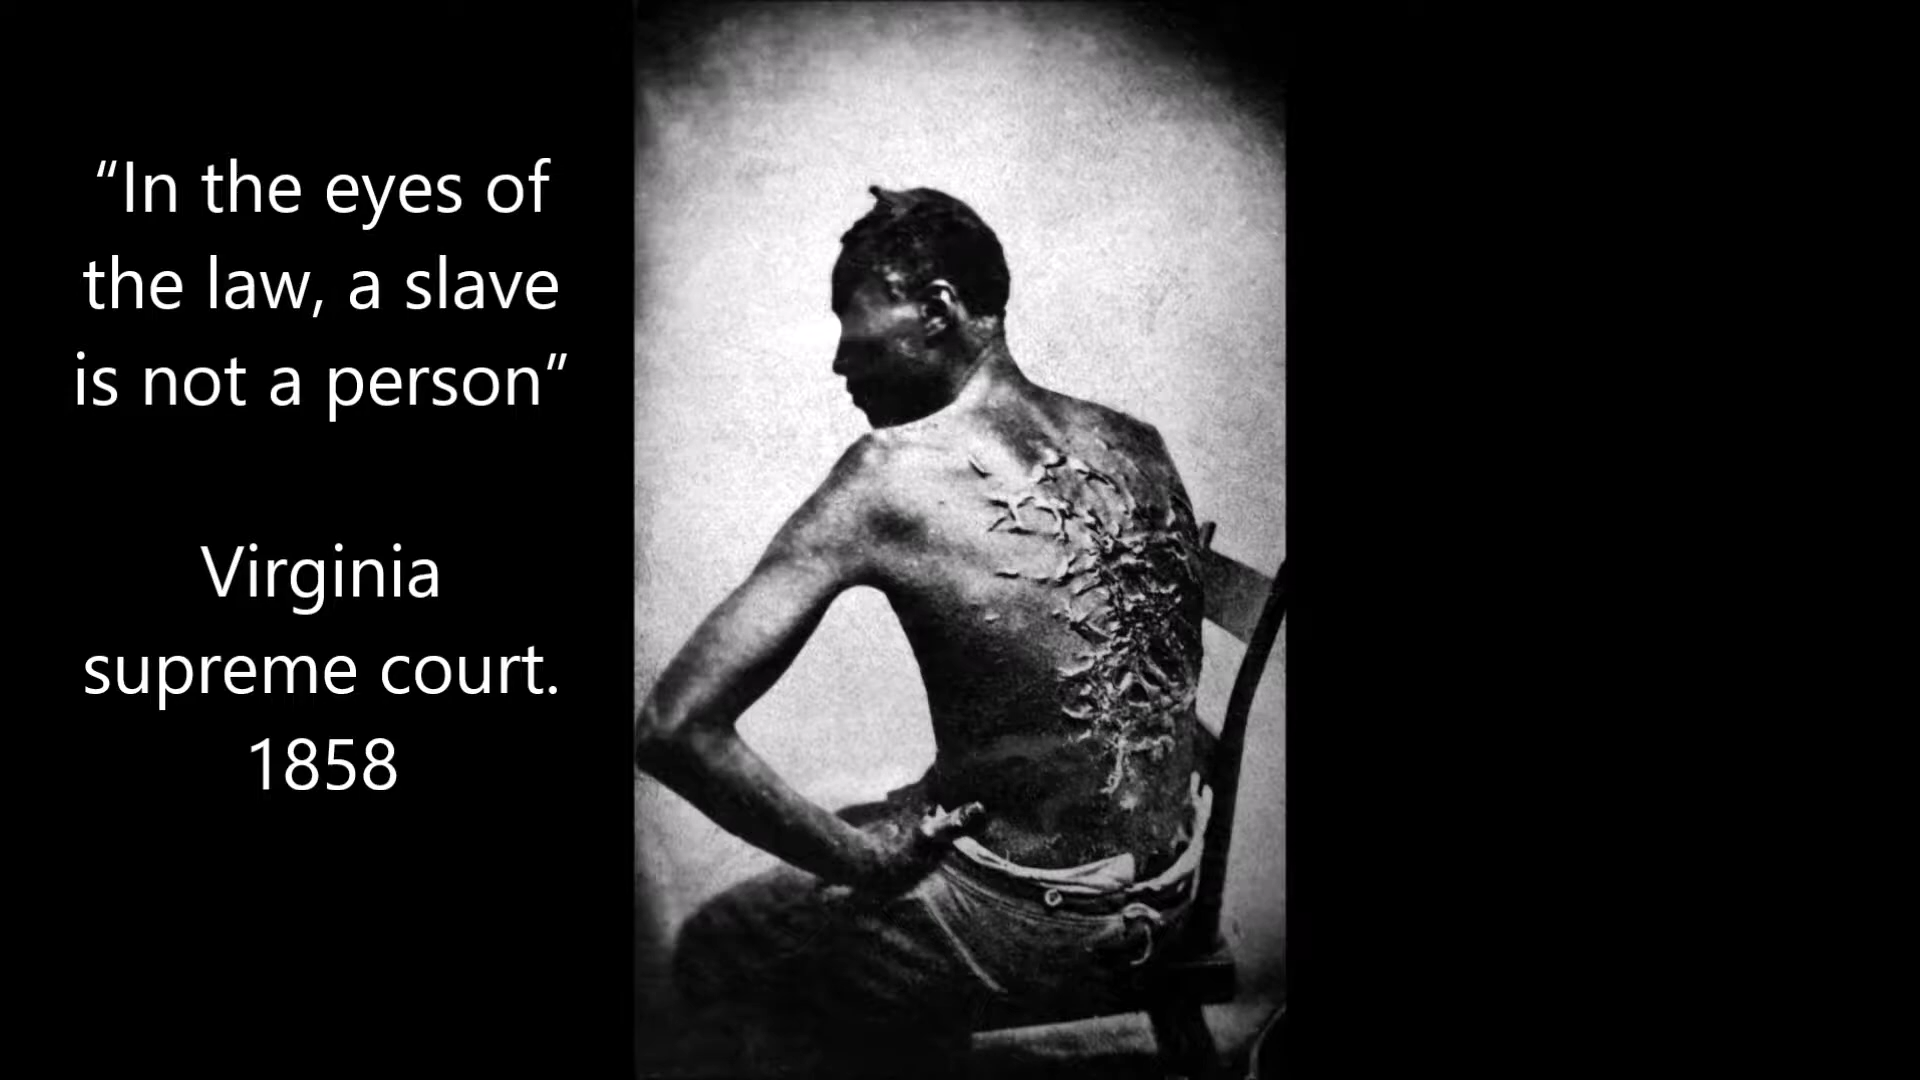 “In the eyes of
the law, a slave
is not a person”
Virginia
supreme court.
1858